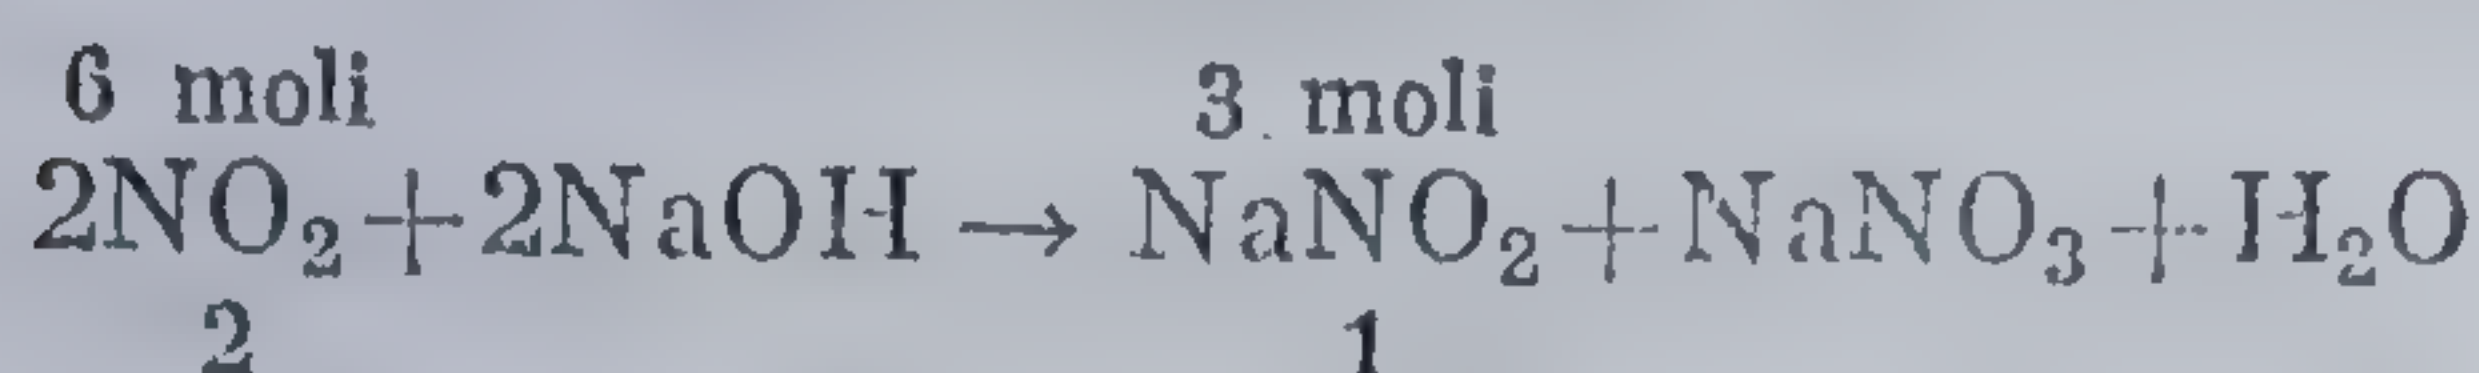 6 moli 3 moli
2NO₂+2NaOH → NaNO₂+NaNO₃+H₂O
2 1